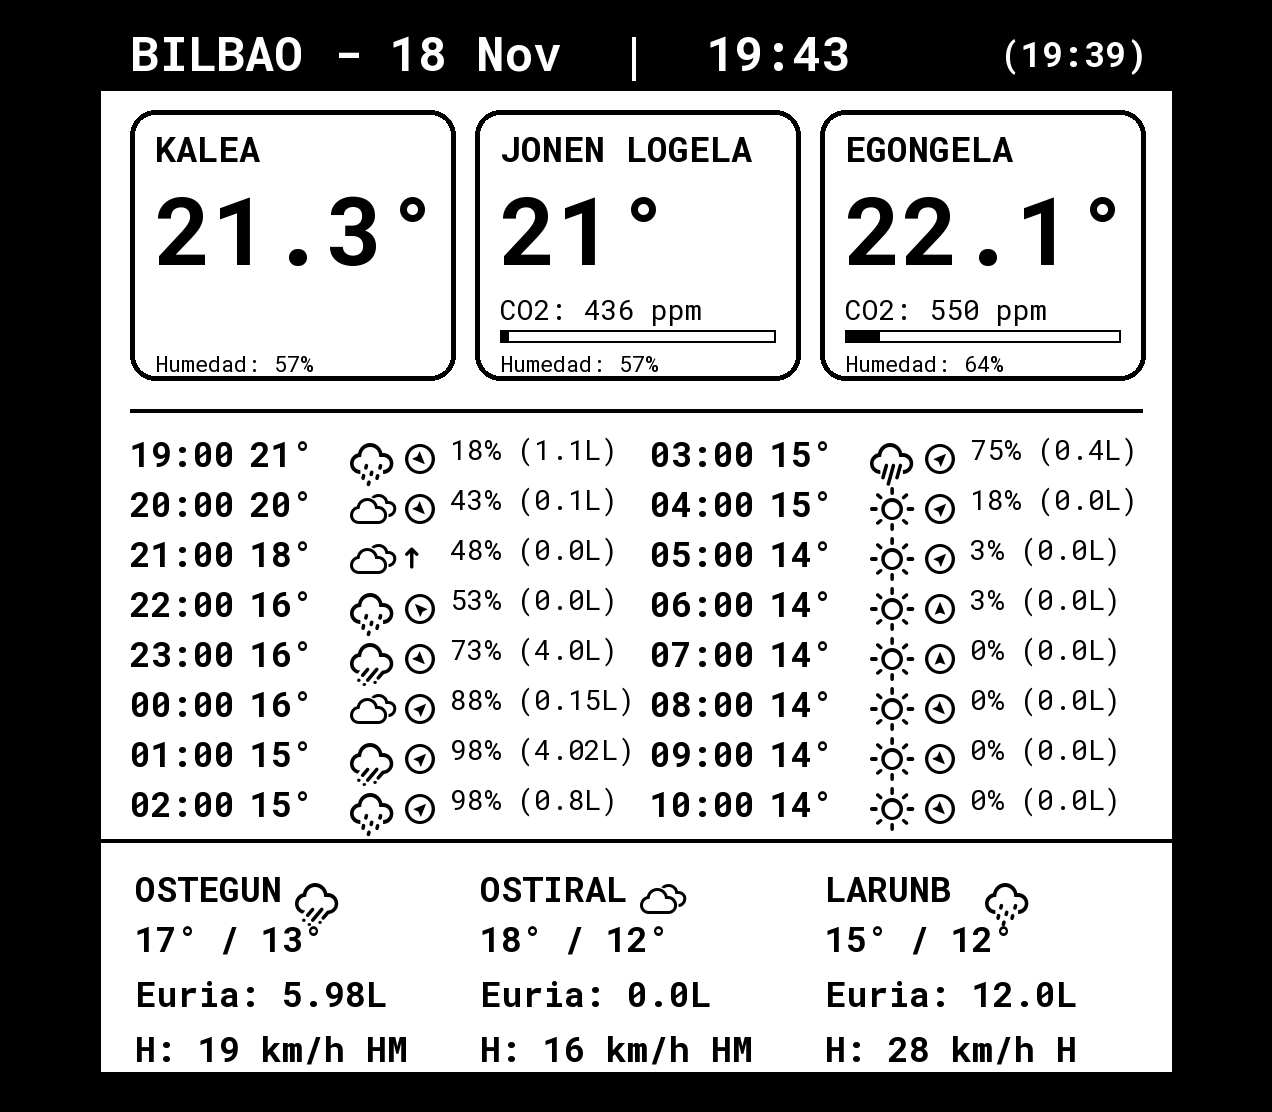 BILBAO - 18 Nov | 19:43 (19:39)
KALEA
21.3°
Humedad: 57%
JONEN LOGELA
21°
CO2: 436 ppm
Humedad: 57%
EGONGELA
22.1°
CO2: 550 ppm
Humedad: 64%
19:00 21° 18% (1.1L)
20:00 20° 43% (0.1L)
21:00 18° 48% (0.0L)
22:00 16° 53% (0.0L)
23:00 16° 73% (4.0L)
00:00 16° 88% (0.15L)
01:00 15° 98% (4.02L)
02:00 15° 98% (0.8L)
03:00 15° 75% (0.4L)
04:00 15° 18% (0.0L)
05:00 14° 3% (0.0L)
06:00 14° 3% (0.0L)
07:00 14° 0% (0.0L)
08:00 14° 0% (0.0L)
09:00 14° 0% (0.0L)
10:00 14° 0% (0.0L)
OSTEGUN
17° / 13°
Euria: 5.98L
H: 19 km/h HM
OSTIRAL
18° / 12°
Euria: 0.0L
H: 16 km/h HM
LARUNB
15° / 12°
Euria: 12.0L
H: 28 km/h H